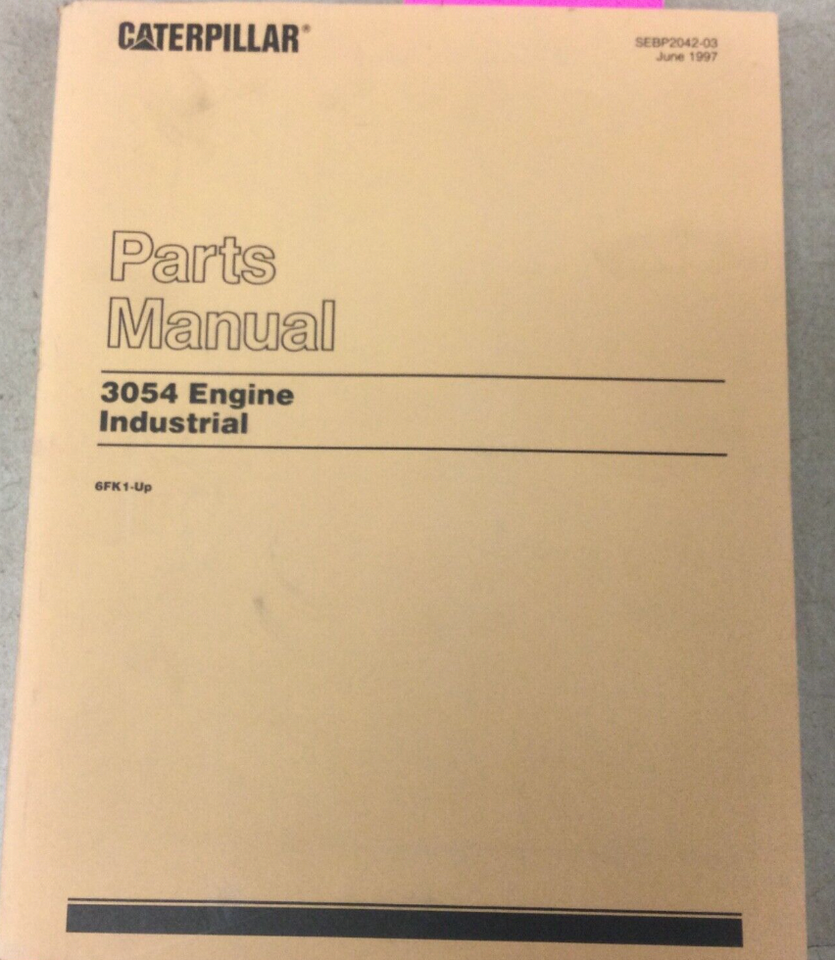 CATERPILLAR®
SEBP2042-03
June 1997
Parts
Manual
3054 Engine
Industrial
6FK1-Up